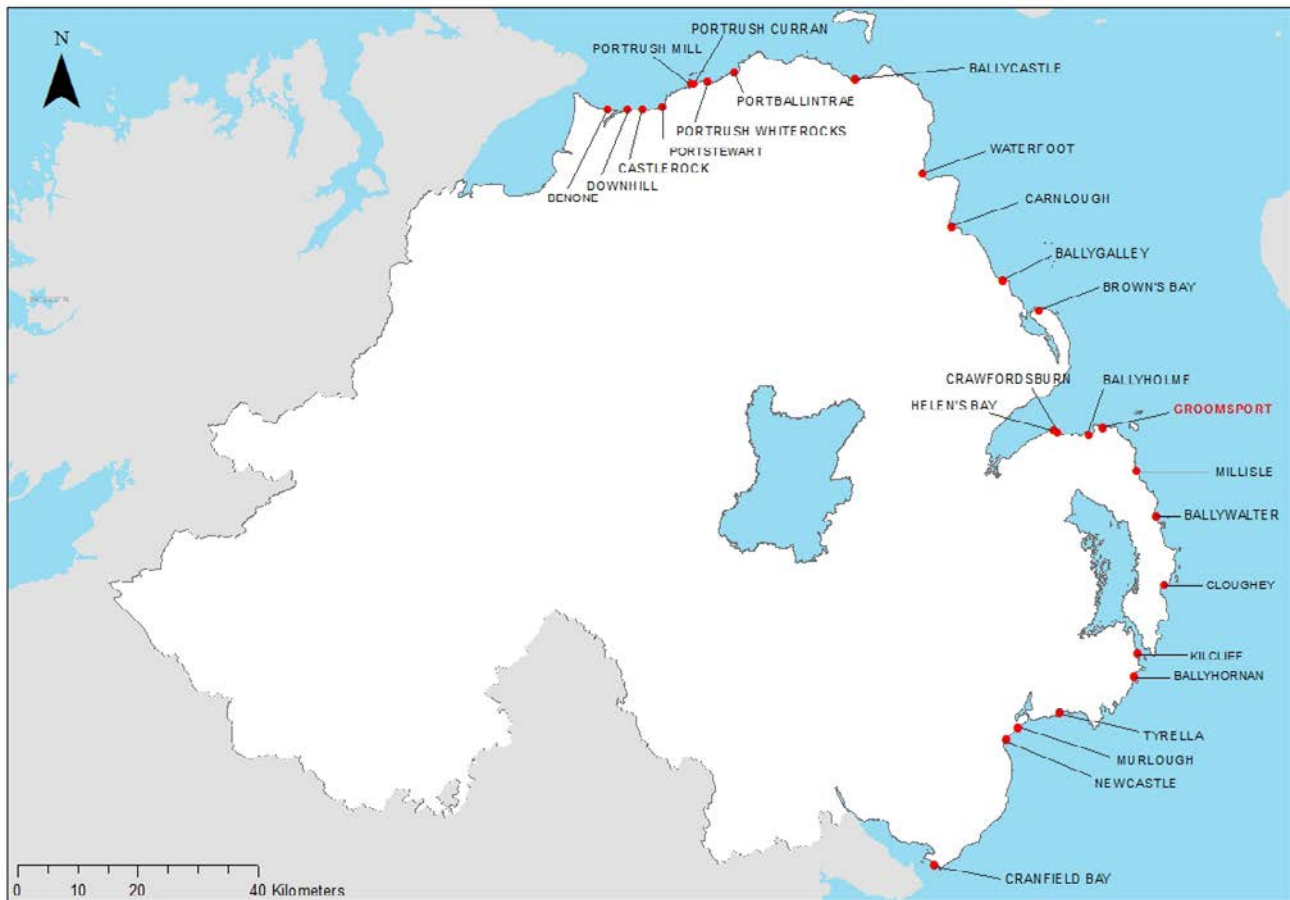 N
PORTRUSH CURRAN
PORTRUSH MILL
BALLYCASTLE
PORTBALLINTRAE
PORTRUSH WHITEROCKS
PORTSTEWART
CASTLEROCK
DOWNHILL
BENONE
WATERFOOT
CARNLOUGH
BALLYGALLEY
BROWN'S BAY
CRAWFORDSBURN
BALLYHOLME
HELEN'S BAY
GROOMSPORT
MILLISLE
BALLYWALTER
CLOUGHEY
KILCLIEF
BALLYHORNAN
TYRELLA
MURLOUGH
NEWCASTLE
CRANFIELD BAY
0 10 20 40 Kilometers